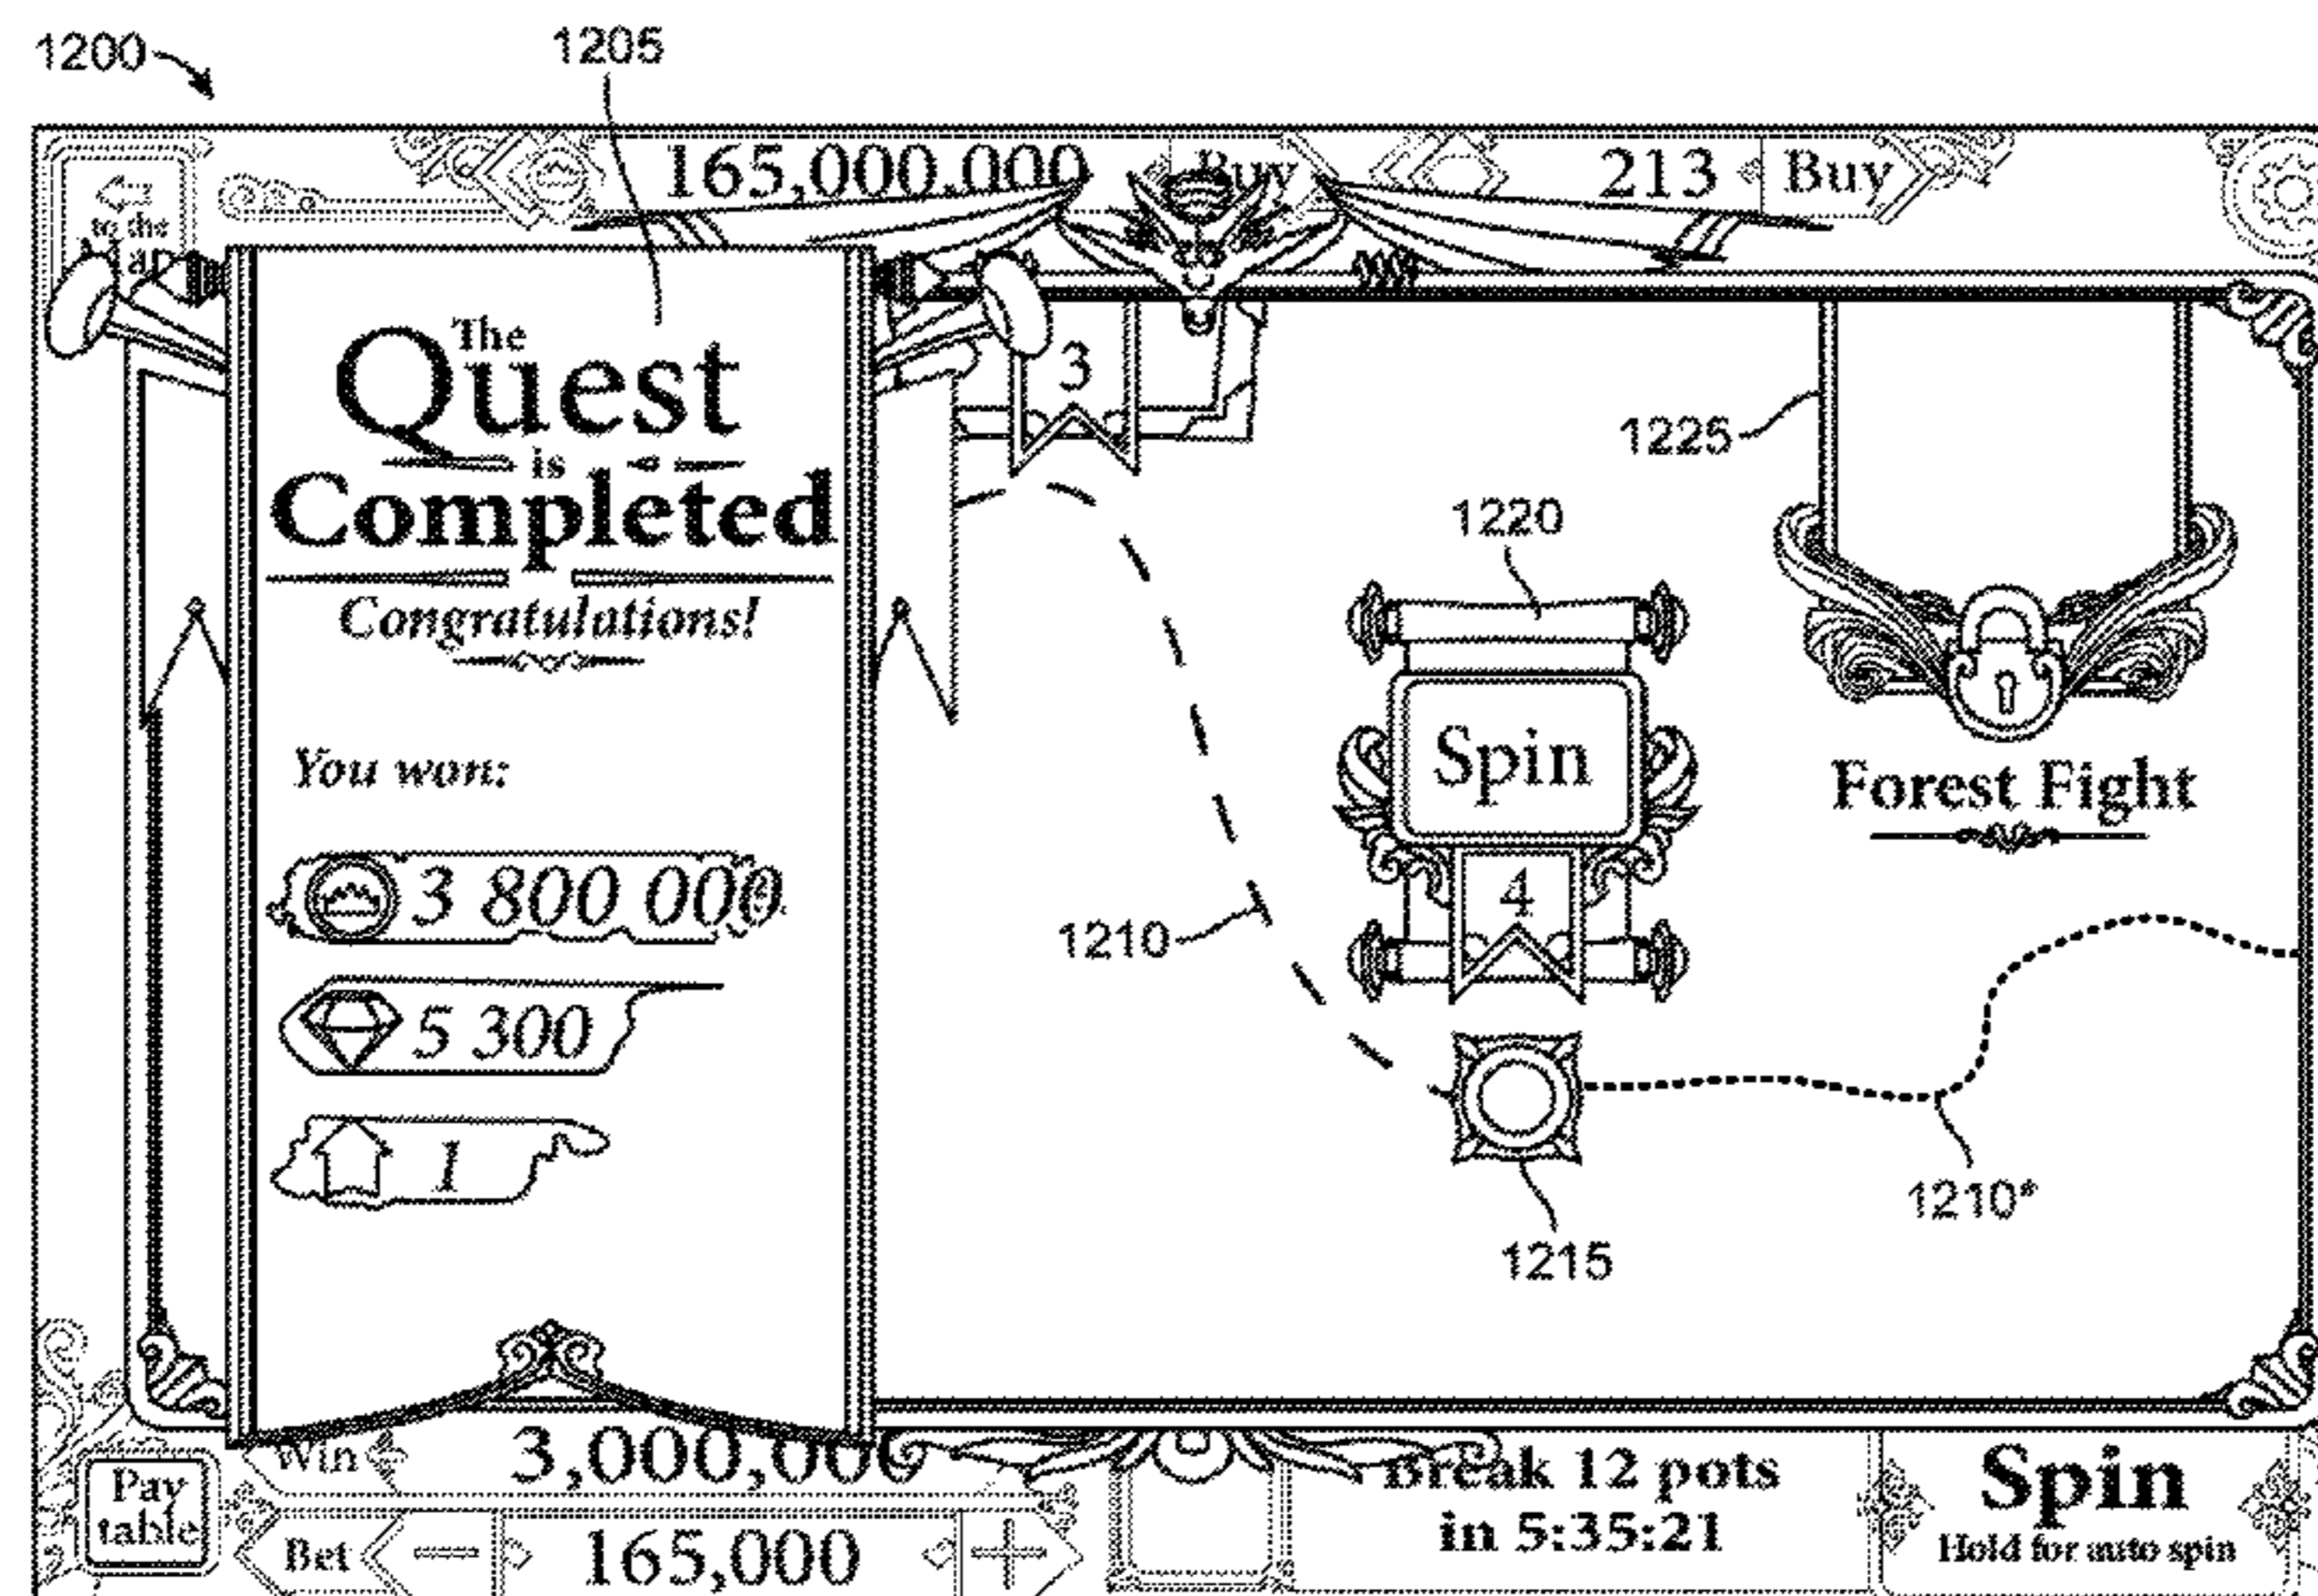 1200
1205
165,000,000
Buy
213
Buy
to the
The
Quest
is
Completed
Congratulations!
You won:
3 800 000
5 300
1
3
1225
1220
Spin
4
Forest Fight
1210
1210*
1215
Pay
table
Win
3,000,000
Bet
165,000
Break 12 pots
in 5:35:21
Spin
Hold for auto spin